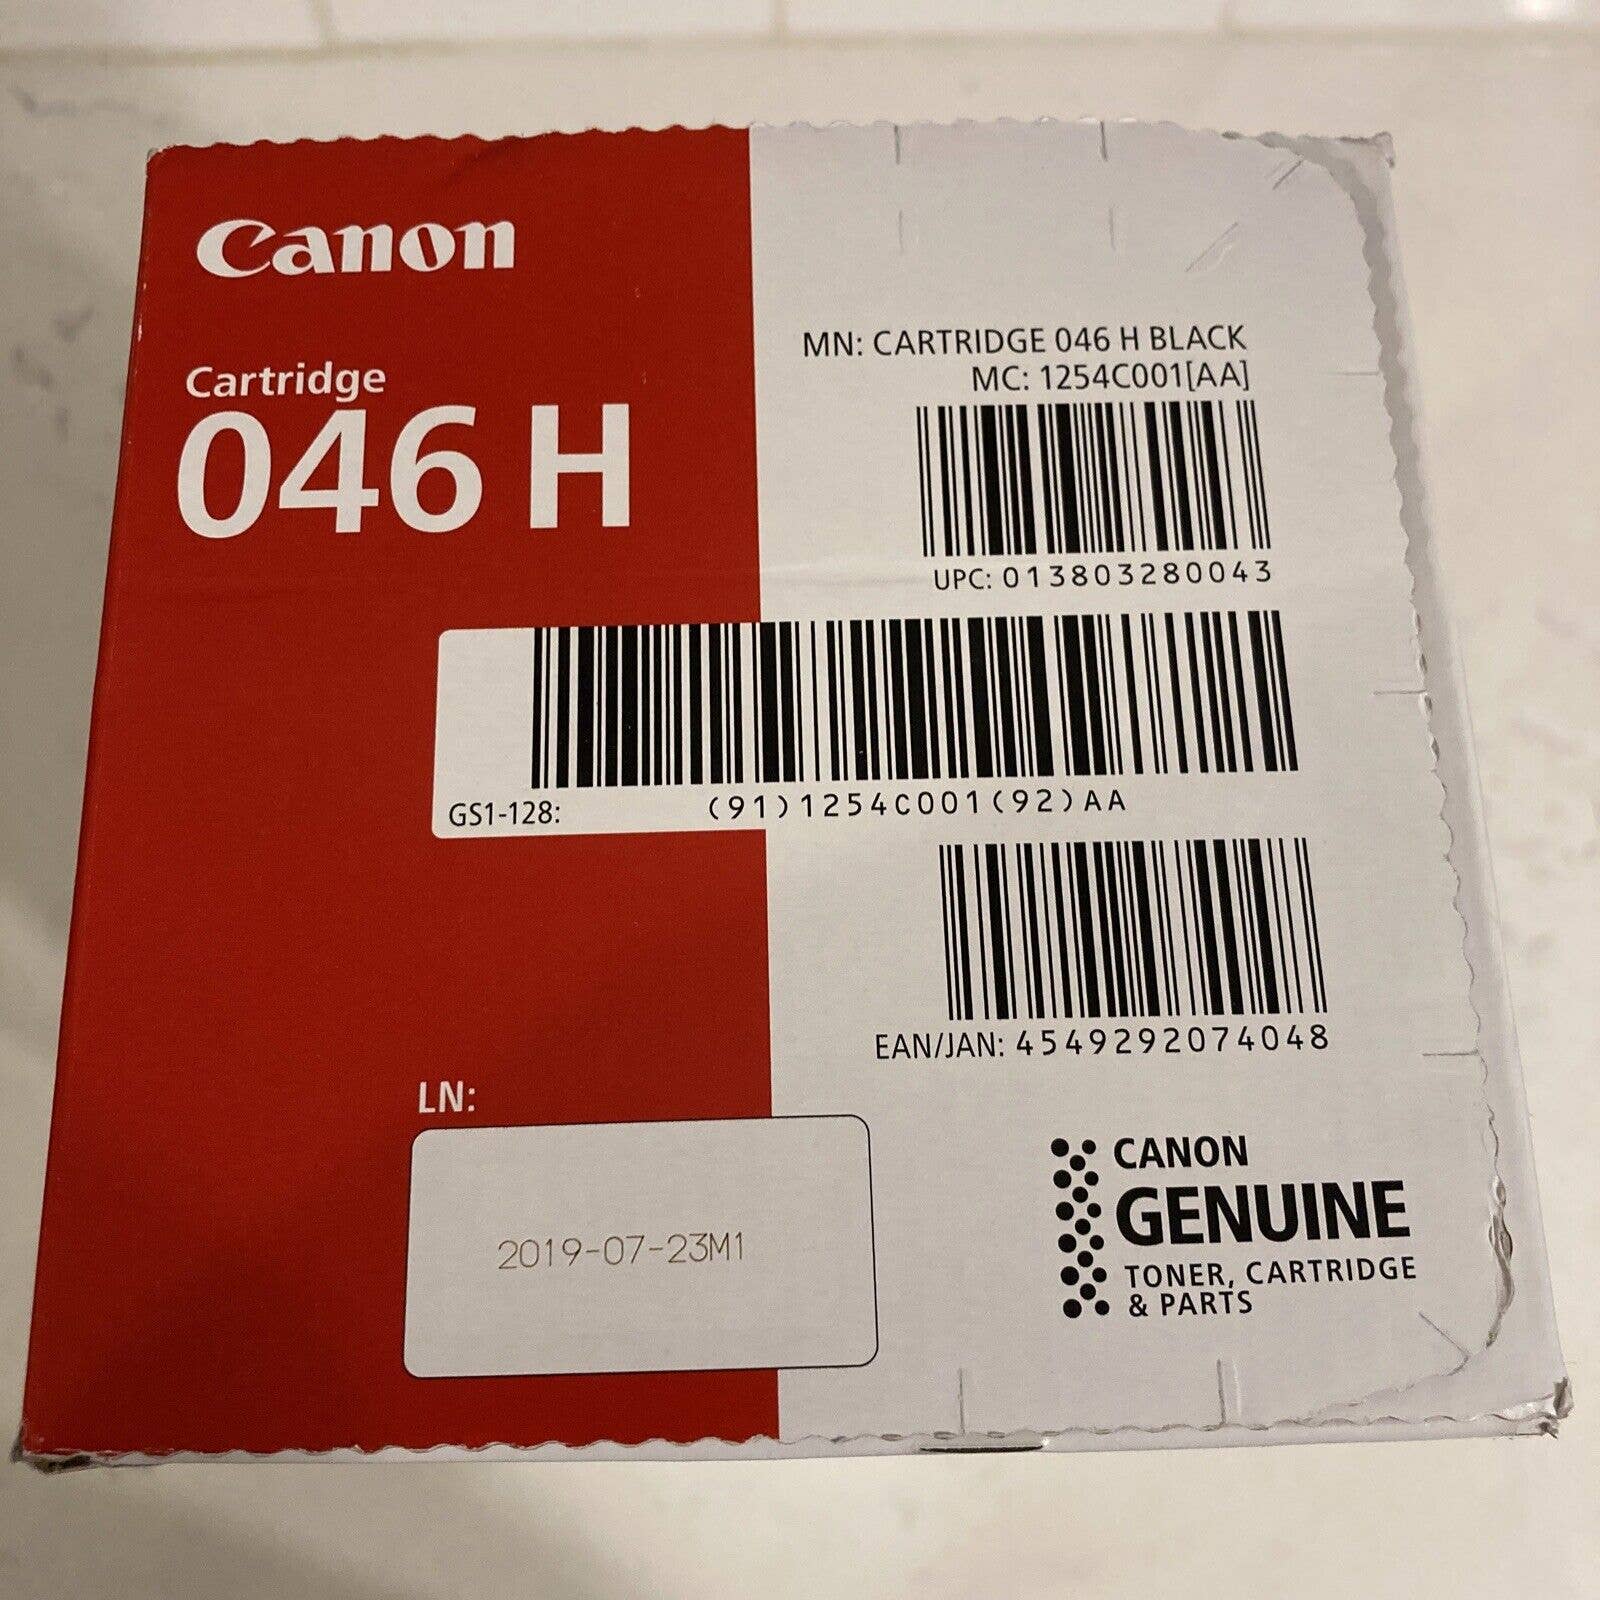 Canon
Cartridge
046 H
MN: CARTRIDGE 046 H BLACK
MC: 1254C001[AA]
UPC: 013803280043
GS1-128: (91)1254C001(92)AA
EAN/JAN: 4549292074048
LN:
2019-07-23M1
CANON
GENUINE
TONER, CARTRIDGE
& PARTS